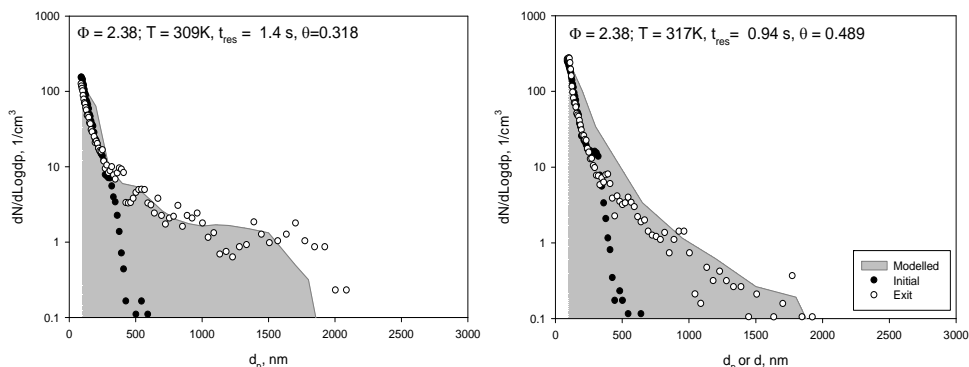 Φ = 2.38; T = 309K, tres = 1.4 s, θ=0.318
dN/dLogdp, 1/cm3
1000
100
10
1
0.1
0 500 1000 1500 2000 2500 3000
dp, nm
Φ = 2.38; T = 317K, tres= 0.94 s, θ = 0.489
dN/dLogdp, 1/cm3
1000
100
10
1
0.1
Modelled
Initial
Exit
0 500 1000 1500 2000 2500 3000
dp or d, nm